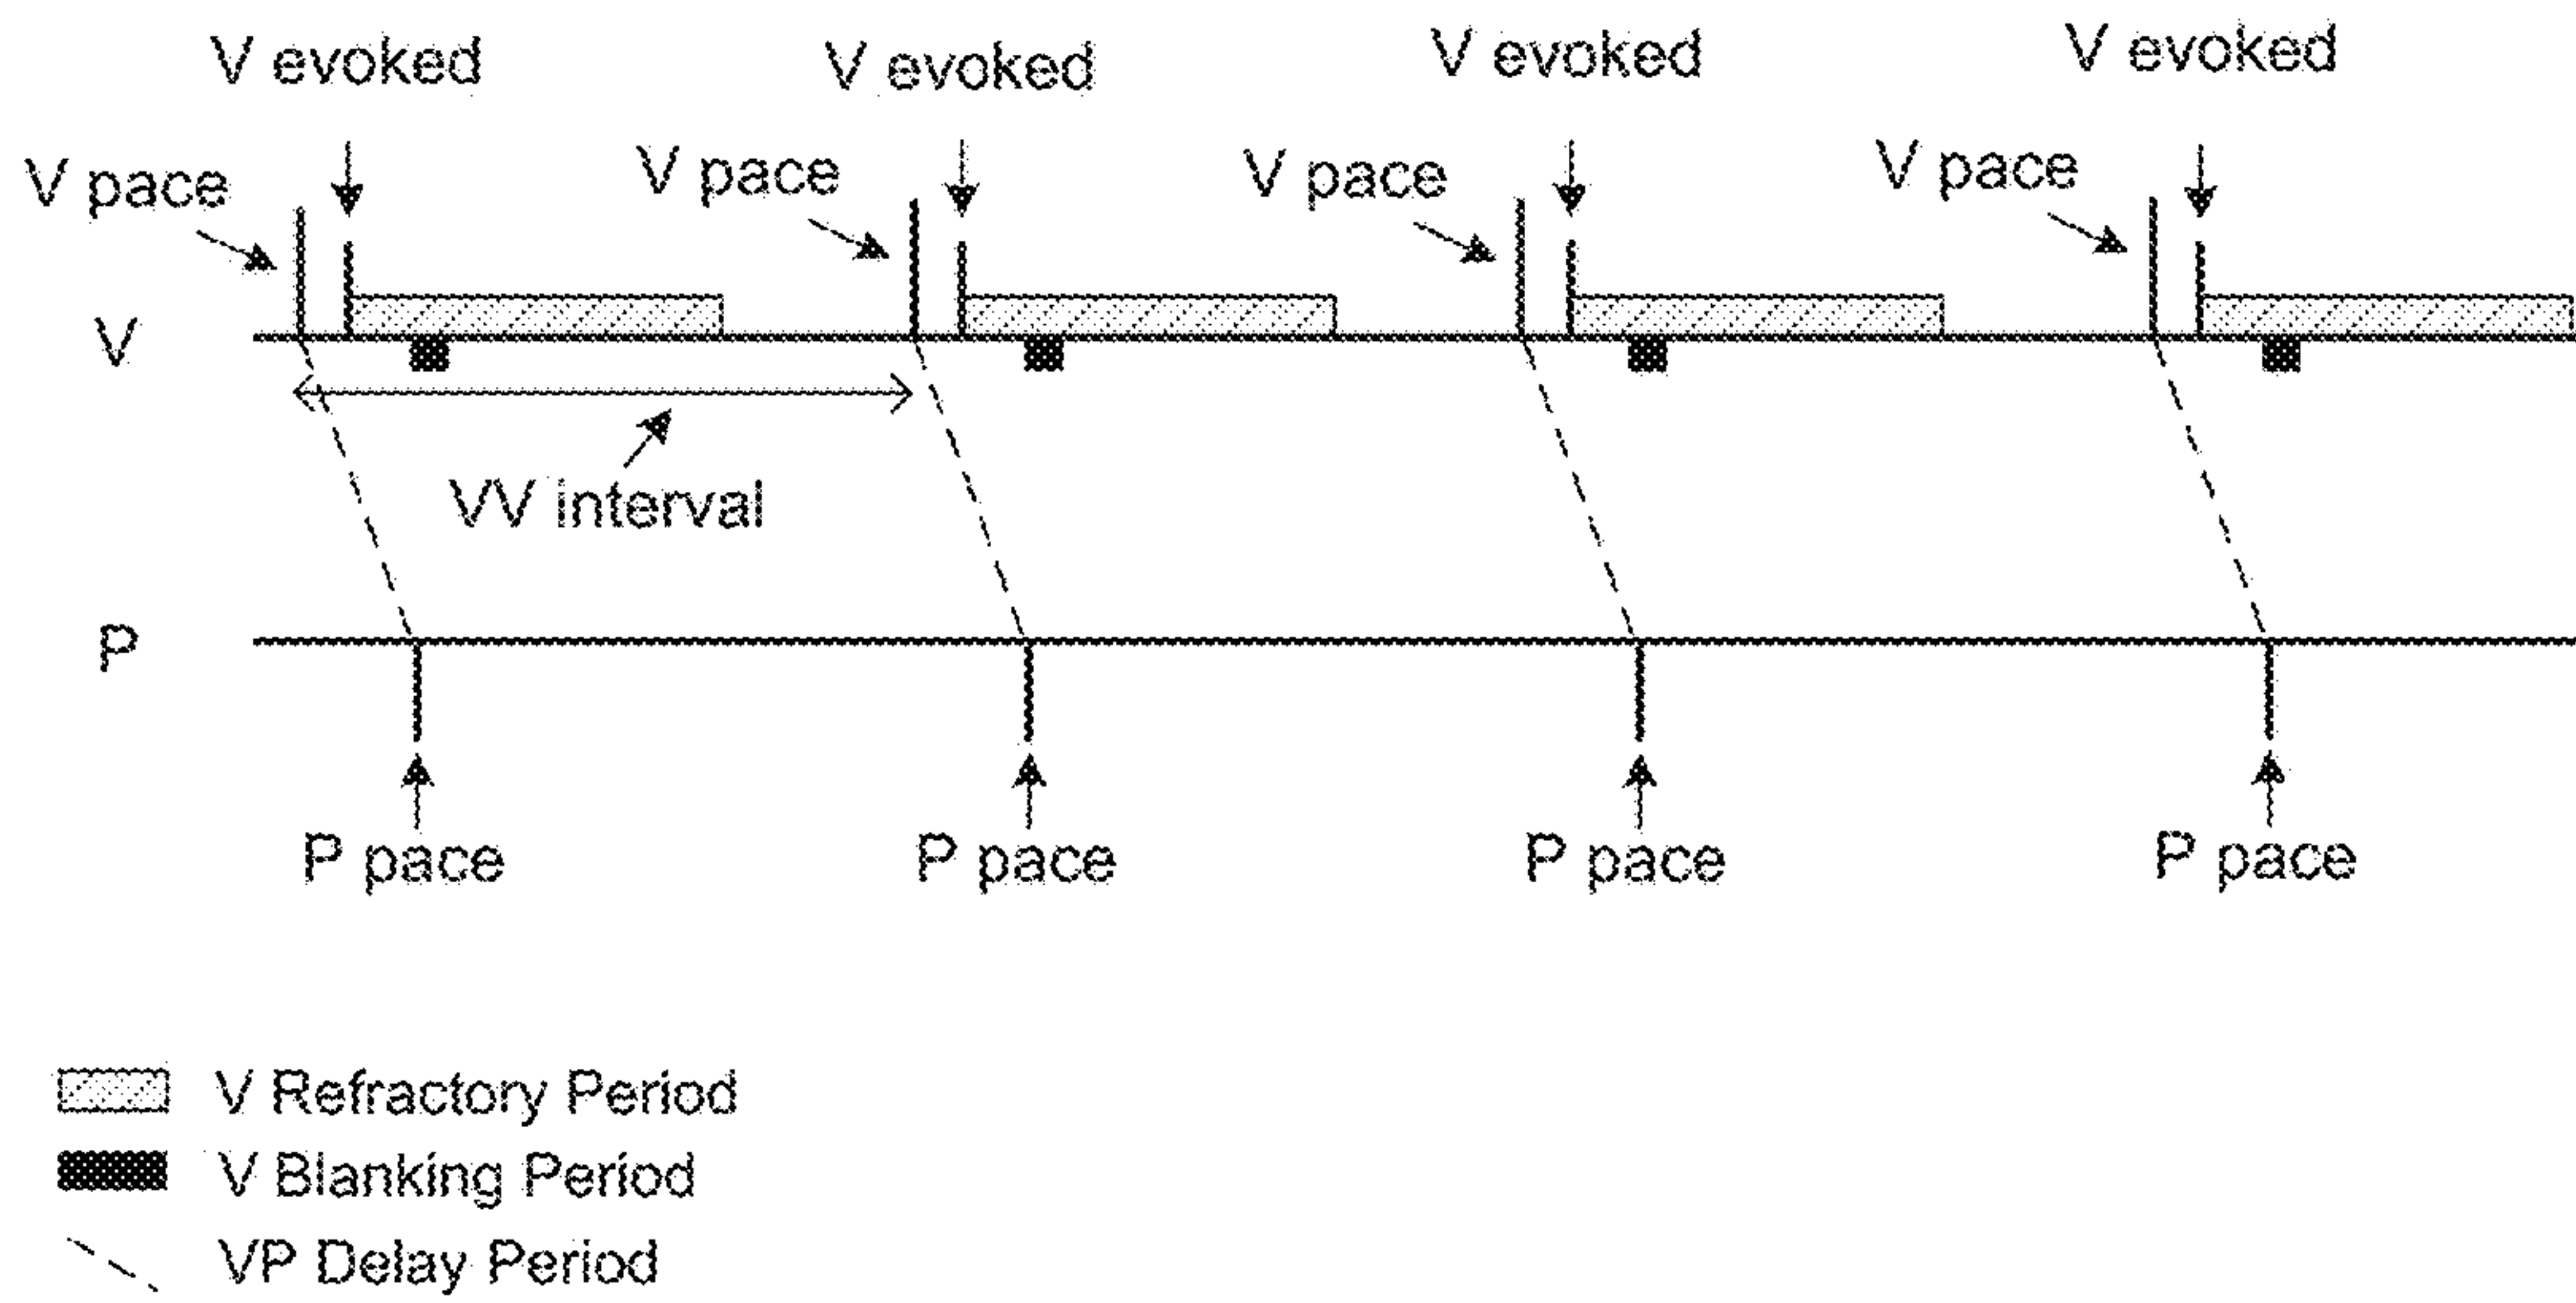 V evoked V evoked V evoked V evoked
V pace V pace V pace V pace
V
VV interval
P
P pace P pace P pace P pace
V Refractory Period
V Blanking Period
VP Delay Period